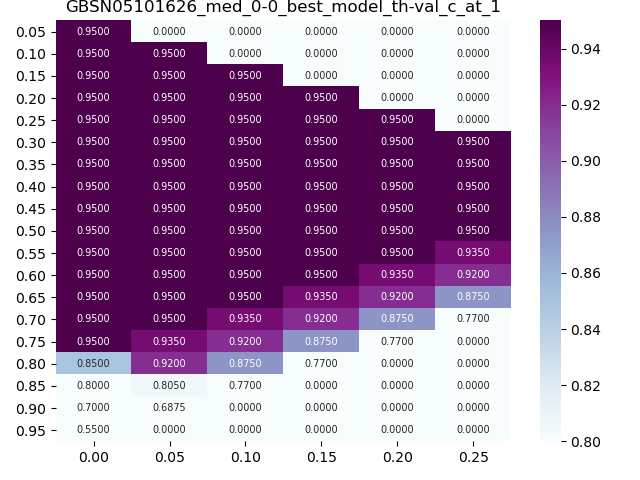 GBSN05101626_med_0-0_best_model_th-val_c_at_1
0.05 0.9500 0.0000 0.0000 0.0000 0.0000 0.0000
0.10 0.9500 0.9500 0.0000 0.0000 0.0000 0.0000
0.15 0.9500 0.9500 0.9500 0.0000 0.0000 0.0000
0.20 0.9500 0.9500 0.9500 0.9500 0.0000 0.0000
0.25 0.9500 0.9500 0.9500 0.9500 0.9500 0.0000
0.30 0.9500 0.9500 0.9500 0.9500 0.9500 0.9500
0.35 0.9500 0.9500 0.9500 0.9500 0.9500 0.9500
0.40 0.9500 0.9500 0.9500 0.9500 0.9500 0.9500
0.45 0.9500 0.9500 0.9500 0.9500 0.9500 0.9500
0.50 0.9500 0.9500 0.9500 0.9500 0.9500 0.9500
0.55 0.9500 0.9500 0.9500 0.9500 0.9500 0.9350
0.60 0.9500 0.9500 0.9500 0.9500 0.9350 0.9200
0.65 0.9500 0.9500 0.9500 0.9350 0.9200 0.8750
0.70 0.9500 0.9500 0.9350 0.9200 0.8750 0.7700
0.75 0.9500 0.9350 0.9200 0.8750 0.7700 0.0000
0.80 0.8500 0.9200 0.8750 0.7700 0.0000 0.0000
0.85 0.8000 0.8050 0.7700 0.0000 0.0000 0.0000
0.90 0.7000 0.6875 0.0000 0.0000 0.0000 0.0000
0.95 0.5500 0.0000 0.0000 0.0000 0.0000 0.0000
0.00 0.05 0.10 0.15 0.20 0.25
0.94
0.92
0.90
0.88
0.86
0.84
0.82
0.80